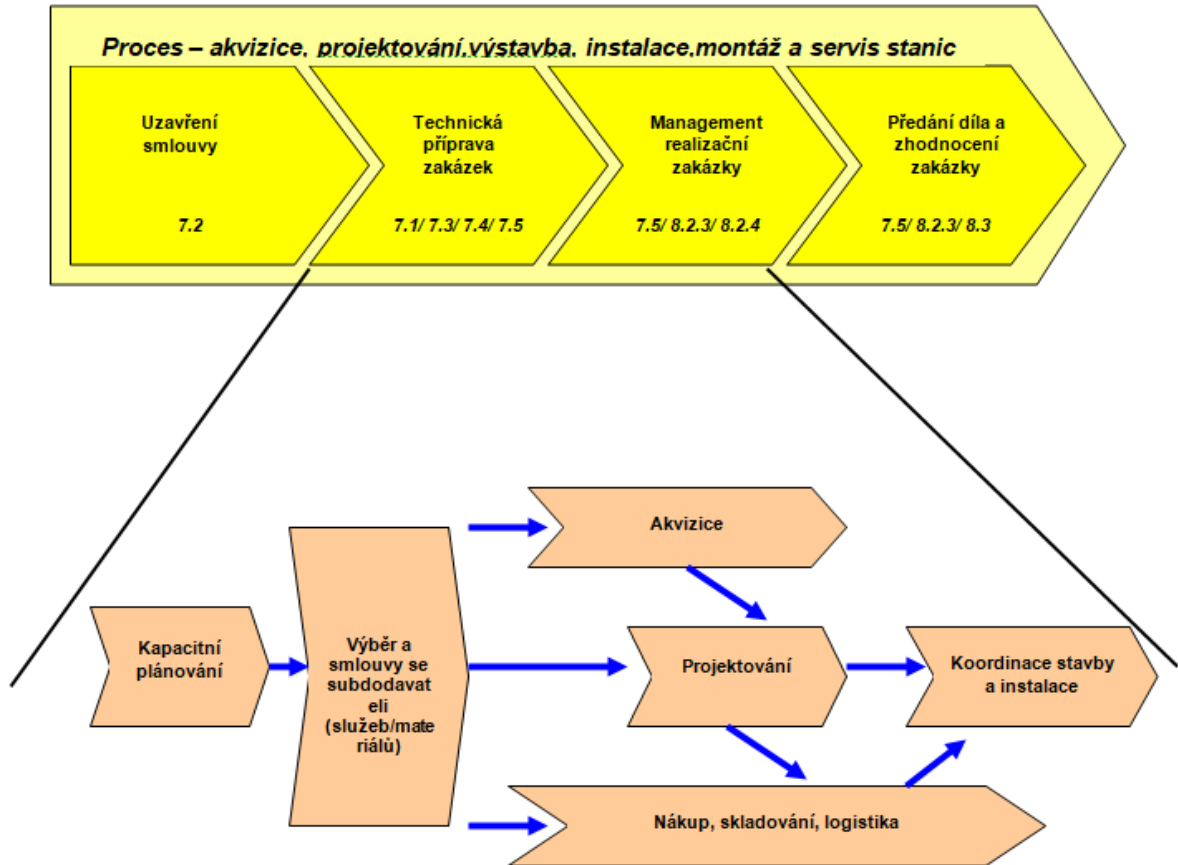 Proces – akvizice, projektování,výstavba, instalace,montáž a servis stanic
Uzavření
smlouvy
7.2
Technická
příprava
zakázek
7.1/ 7.3/ 7.4/ 7.5
Management
realizační
zakázky
7.5/ 8.2.3/ 8.2.4
Předání díla a
zhodnocení
zakázky
7.5/ 8.2.3/ 8.3
Akvizice
Kapacitní
plánování
Výběr a
smlouvy se
subdodavat
eli
(služeb/mate
riálů)
Projektování
Koordinace stavby
a instalace
Nákup, skladování, logistika